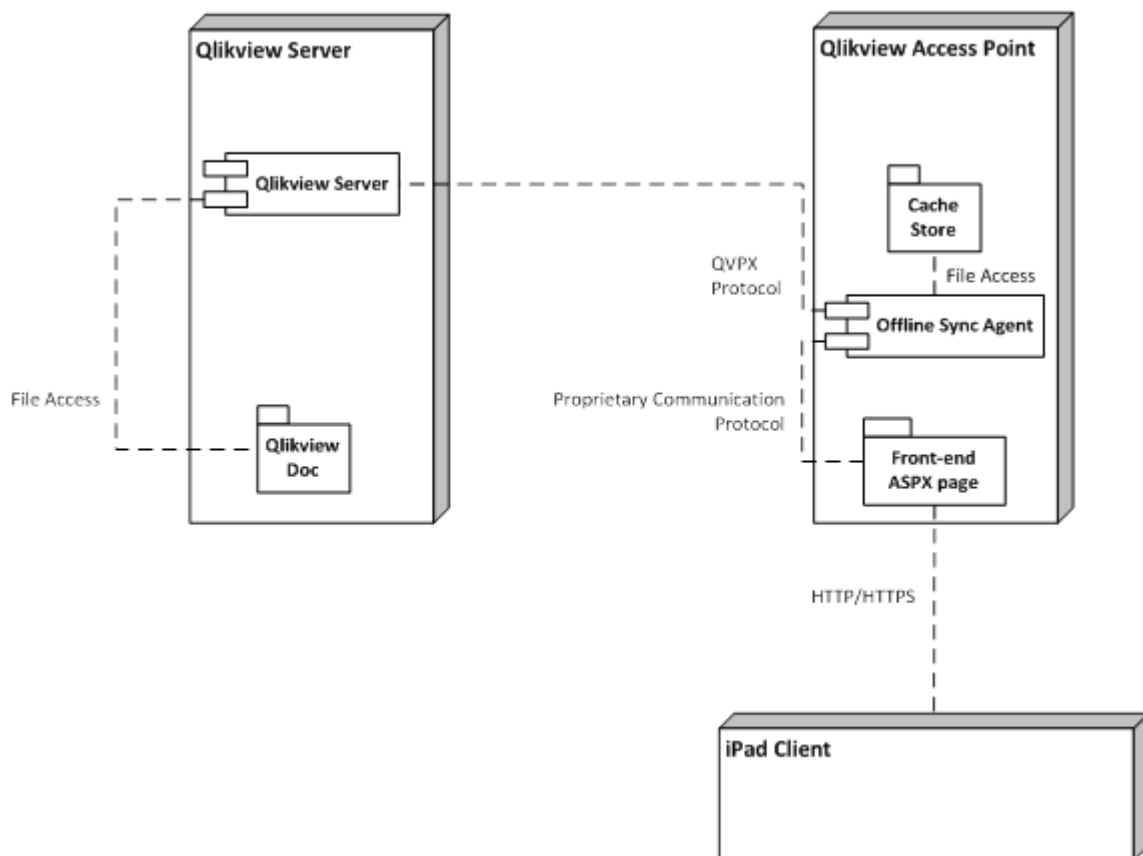 Qlikview Server
Qlikview Access Point
Qlikview Server
Cache
Store
QVPX
Protocol
File Access
Offline Sync Agent
File Access
Proprietary Communication
Protocol
Qlikview
Doc
Front-end
ASPX page
HTTP/HTTPS
iPad Client